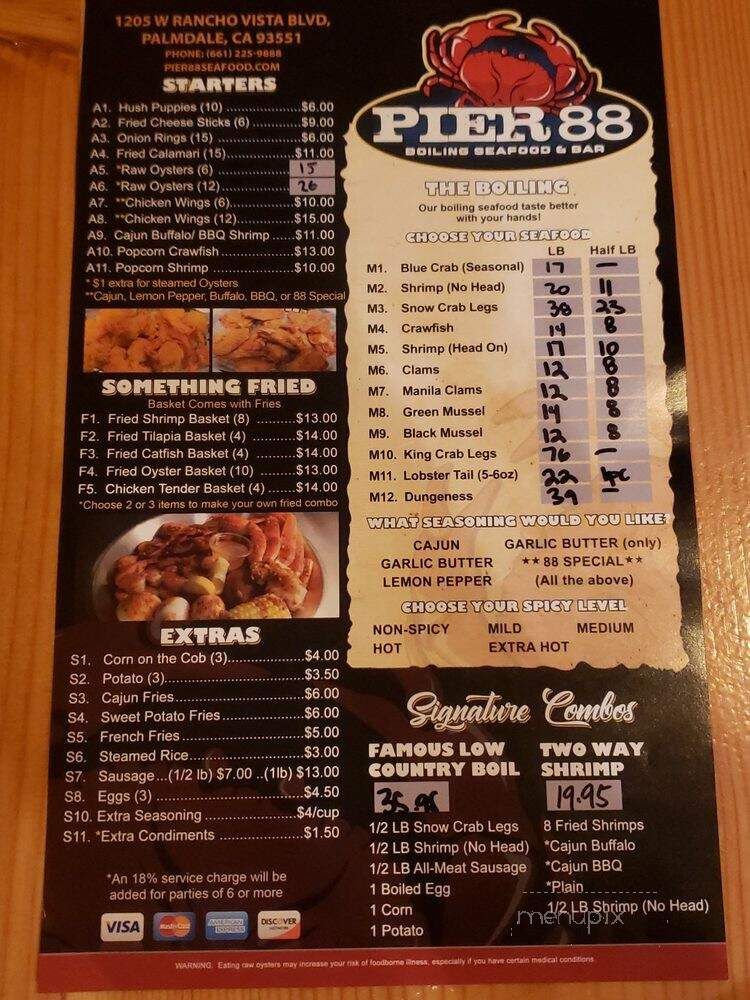 1205 W RANCHO VISTA BLVD,
PALMDALE, CA 93551
PHONE: (661) 225-9888
PIER88SEAFOOD.COM
STARTERS
A1. Hush Puppies (10) $6.00
A2. Fried Cheese Sticks (6) $9.00
A3. Onion Rings (15) $6.00
A4. Fried Calamari (15) $11.00
A5. *Raw Oysters (6) 15
A6. *Raw Oysters (12) 26
A7. **Chicken Wings (6) $10.00
A8. **Chicken Wings (12) $15.00
A9. Cajun Buffalo/ BBQ Shrimp $11.00
A10. Popcorn Crawfish $13.00
A11. Popcorn Shrimp $10.00
* $1 extra for steamed Oysters
**Cajun, Lemon Pepper, Buffalo, BBQ, or 88 Special
SOMETHING FRIED
Basket Comes with Fries
F1. Fried Shrimp Basket (8) $13.00
F2. Fried Tilapia Basket (4) $14.00
F3. Fried Catfish Basket (4) $14.00
F4. Fried Oyster Basket (10) $13.00
F5. Chicken Tender Basket (4) $14.00
*Choose 2 or 3 items to make your own fried combo
EXTRAS
S1. Corn on the Cob (3) $4.00
S2. Potato (3) $3.50
S3. Cajun Fries $6.00
S4. Sweet Potato Fries $6.00
S5. French Fries $5.00
S6. Steamed Rice $3.00
S7. Sausage...(1/2 lb) $7.00 ..(1lb) $13.00
S8. Eggs (3) $4.50
S10. Extra Seasoning $4/cup
S11. *Extra Condiments $1.50
*An 18% service charge will be
added for parties of 6 or more
VISA MasterCard AMERICAN EXPRESS DISCOVER NETWORK
PIER 88
BOILING SEAFOOD & BAR
THE BOILING
Our boiling seafood taste better
with your hands!
CHOOSE YOUR SEAFOOD
LB Half LB
M1. Blue Crab (Seasonal) 17 —
M2. Shrimp (No Head) 20 11
M3. Snow Crab Legs 38 23
M4. Crawfish 14 8
M5. Shrimp (Head On) 17 10
M6. Clams 12 8
M7. Manila Clams 12 8
M8. Green Mussel 14 8
M9. Black Mussel 12 8
M10. King Crab Legs 76 —
M11. Lobster Tail (5-6oz) 22 1pc
M12. Dungeness 39 —
WHAT SEASONING WOULD YOU LIKE?
CAJUN GARLIC BUTTER (only)
GARLIC BUTTER ★★88 SPECIAL★★
LEMON PEPPER (All the above)
CHOOSE YOUR SPICY LEVEL
NON-SPICY MILD MEDIUM
HOT EXTRA HOT
Signature Combos
FAMOUS LOW
COUNTRY BOIL
1/2 LB Snow Crab Legs
1/2 LB Shrimp (No Head)
1/2 LB All-Meat Sausage
1 Boiled Egg
1 Corn
1 Potato
TWO WAY
SHRIMP
19.95
8 Fried Shrimps
*Cajun Buffalo
*Cajun BBQ
*Plain
1/2 LB Shrimp (No Head)
menupix
WARNING: Eating raw oysters may increase your risk of foodborne illness, especially if you have certain medical conditions.